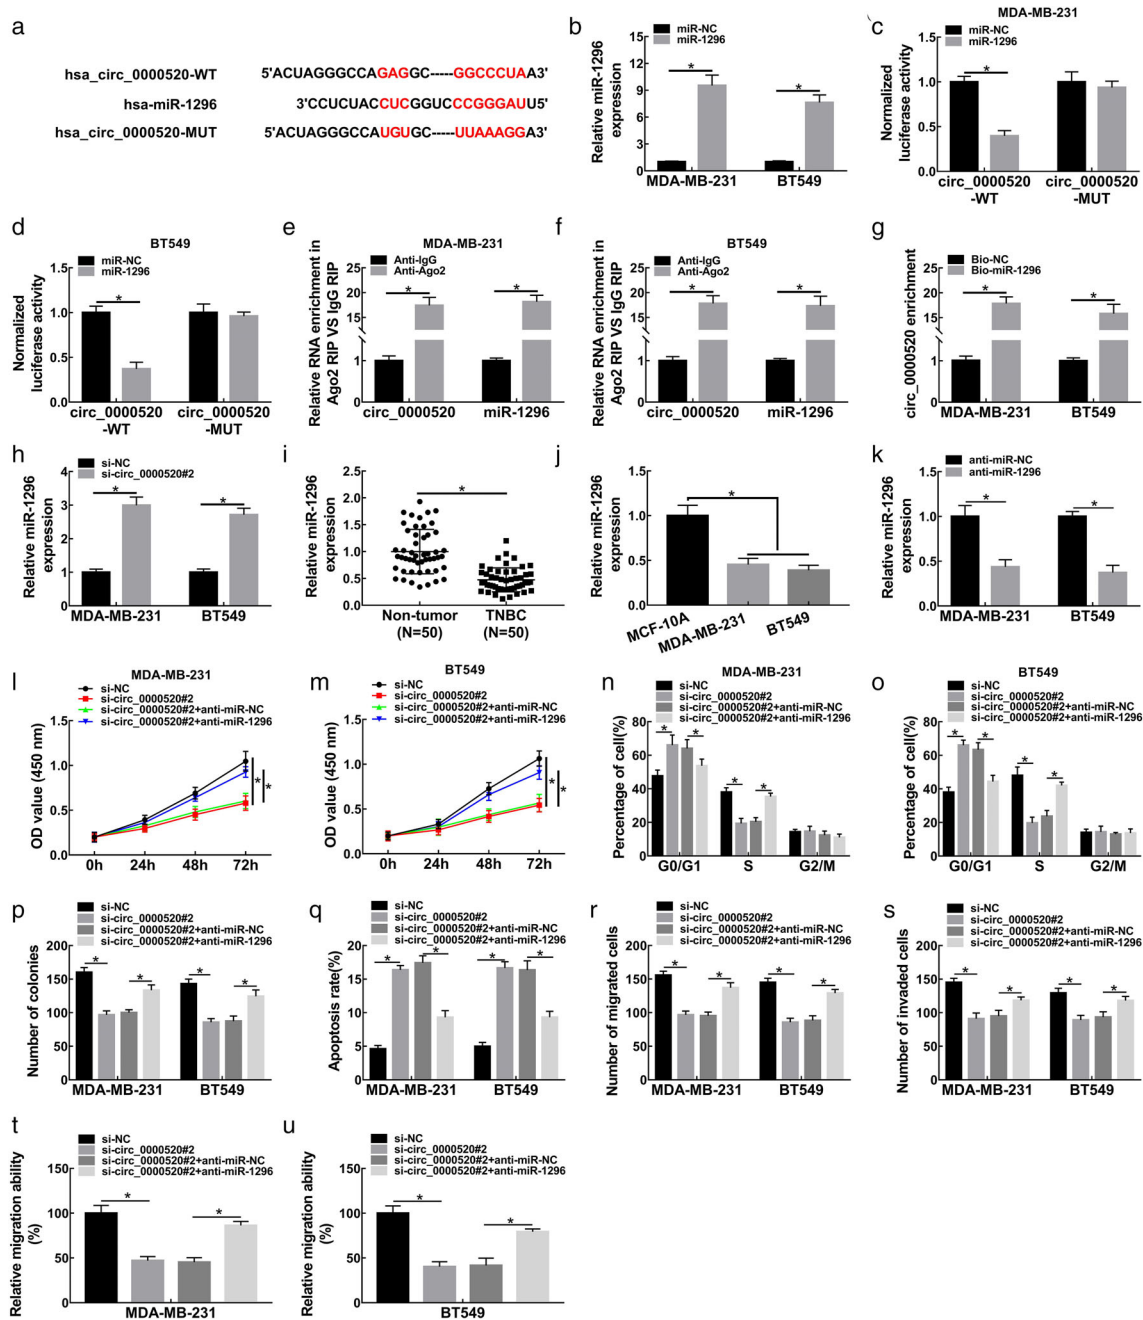 a
hsa_circ_0000520-WT 5'ACUAGGGCCAGAGGC-----GGCCCUAA3'
hsa-miR-1296 3'CCUCUACCUCGGUCCCGGGAUU5'
hsa_circ_0000520-MUT 5'ACUAGGGCCAUGUGC-----UUAAAGGA3'
b
miR-NC
miR-1296
Relative miR-1296
expression
15
12
9
6
3
0
*
*
MDA-MB-231 BT549
c
MDA-MB-231
miR-NC
miR-1296
Normalized
luciferase activity
1.5
1.0
0.5
0.0
*
circ_0000520 circ_0000520
-WT -MUT
d
BT549
miR-NC
miR-1296
Normalized
luciferase activity
1.5
1.0
0.5
0.0
*
circ_0000520 circ_0000520
-WT -MUT
e
MDA-MB-231
Anti-IgG
Anti-Ago2
Relative RNA enrichment in
Ago2 RIP VS IgG RIP
25
20
15
1
0
*
*
circ_0000520 miR-1296
f
BT549
Anti-IgG
Anti-Ago2
Relative RNA enrichment in
Ago2 RIP VS IgG RIP
25
20
15
1
0
*
*
circ_0000520 miR-1296
g
Bio-NC
Bio-miR-1296
circ_0000520 enrichment
25
20
15
1
0
*
*
MDA-MB-231 BT549
h
si-NC
si-circ_0000520#2
Relative miR-1296
expression
4
3
2
1
0
*
*
MDA-MB-231 BT549
i
Relative miR-1296
expression
2.5
2.0
1.5
1.0
0.5
0.0
*
Non-tumor TNBC
(N=50) (N=50)
j
Relative miR-1296
expression
1.5
1.0
0.5
0.0
*
MCF-10A
MDA-MB-231
BT549
k
anti-miR-NC
anti-miR-1296
Relative miR-1296
expression
1.5
1.0
0.5
0.0
*
*
MDA-MB-231 BT549
l
MDA-MB-231
si-NC
si-circ_0000520#2
si-circ_0000520#2+anti-miR-NC
si-circ_0000520#2+anti-miR-1296
OD value (450 nm)
1.5
1.0
0.5
0.0
*
*
0h 24h 48h 72h
m
BT549
si-NC
si-circ_0000520#2
si-circ_0000520#2+anti-miR-NC
si-circ_0000520#2+anti-miR-1296
OD value (450 nm)
1.5
1.0
0.5
0.0
*
*
0h 24h 48h 72h
n
MDA-MB-231
si-NC
si-circ_0000520#2
si-circ_0000520#2+anti-miR-NC
si-circ_0000520#2+anti-miR-1296
Percentage of cell(%)
80
60
40
20
0
*
*
*
*
G0/G1 S G2/M
o
BT549
si-NC
si-circ_0000520#2
si-circ_0000520#2+anti-miR-NC
si-circ_0000520#2+anti-miR-1296
Percentage of cell(%)
80
60
40
20
0
*
*
*
*
G0/G1 S G2/M
p
si-NC
si-circ_0000520#2
si-circ_0000520#2+anti-miR-NC
si-circ_0000520#2+anti-miR-1296
Number of colonies
200
150
100
50
0
*
*
*
*
MDA-MB-231 BT549
q
si-NC
si-circ_0000520#2
si-circ_0000520#2+anti-miR-NC
si-circ_0000520#2+anti-miR-1296
Apoptosis rate(%)
20
15
10
5
0
*
*
*
*
MDA-MB-231 BT549
r
si-NC
si-circ_0000520#2
si-circ_0000520#2+anti-miR-NC
si-circ_0000520#2+anti-miR-1296
Number of migrated cells
200
150
100
50
0
*
*
*
*
MDA-MB-231 BT549
s
si-NC
si-circ_0000520#2
si-circ_0000520#2+anti-miR-NC
si-circ_0000520#2+anti-miR-1296
Number of invaded cells
200
150
100
50
0
*
*
*
*
MDA-MB-231 BT549
t
si-NC
si-circ_0000520#2
si-circ_0000520#2+anti-miR-NC
si-circ_0000520#2+anti-miR-1296
Relative migration ability
(%)
150
100
50
0
*
*
MDA-MB-231
u
si-NC
si-circ_0000520#2
si-circ_0000520#2+anti-miR-NC
si-circ_0000520#2+anti-miR-1296
Relative migration ability
(%)
150
100
50
0
*
*
BT549